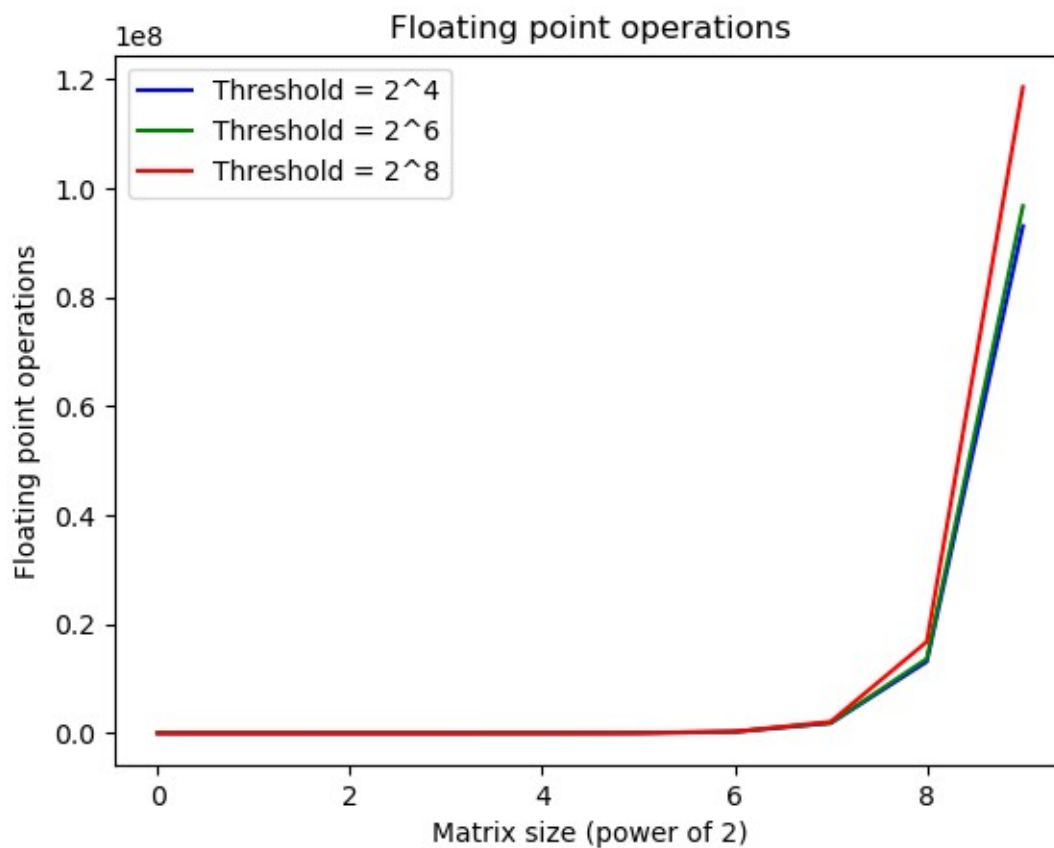 Floating point operations
1e8
Threshold = 2^4
Threshold = 2^6
Threshold = 2^8
Floating point operations
1.2
1.0
0.8
0.6
0.4
0.2
0.0
0 2 4 6 8
Matrix size (power of 2)